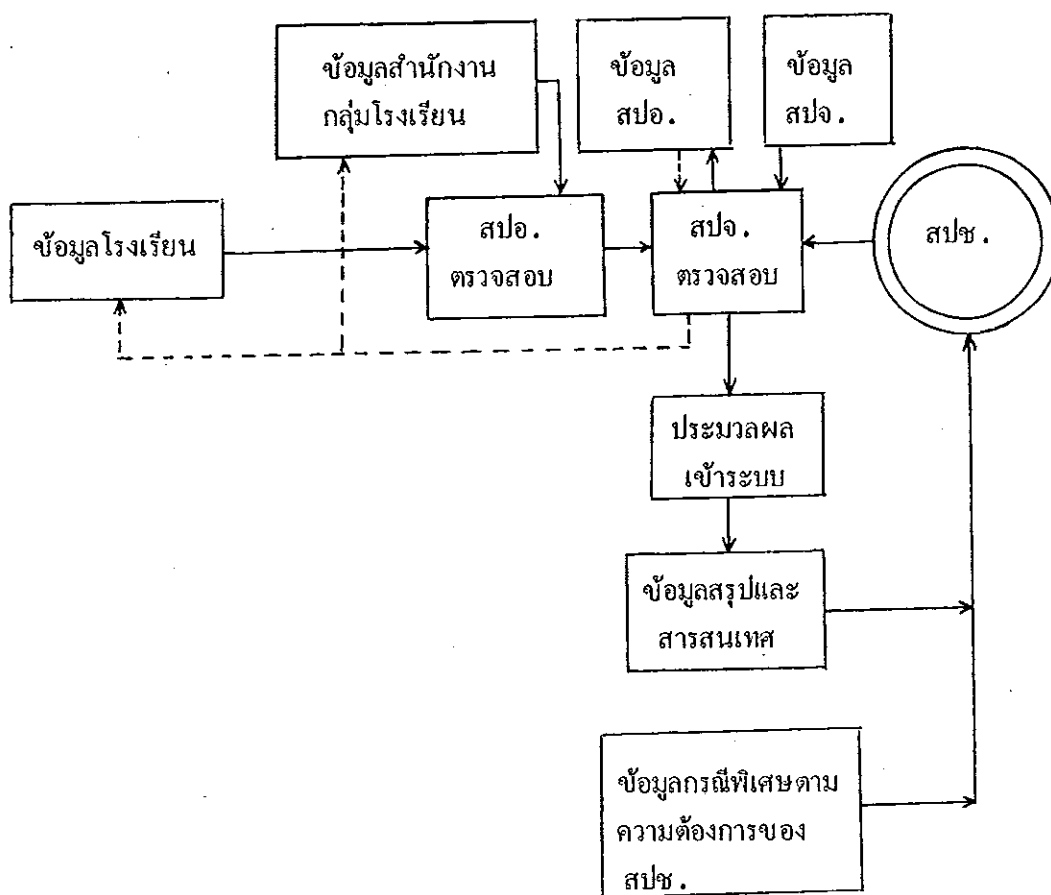 ข้อมูลสำนักงาน
กลุ่มโรงเรียน
ข้อมูล
สปอ.
ข้อมูล
สปจ.
ข้อมูลโรงเรียน
สปอ.
ตรวจสอบ
สปจ.
ตรวจสอบ
สปช.
ประมวลผล
เข้าระบบ
ข้อมูลสรุปและ
สารสนเทศ
ข้อมูลกรณีพิเศษตาม
ความต้องการของ
สปช.